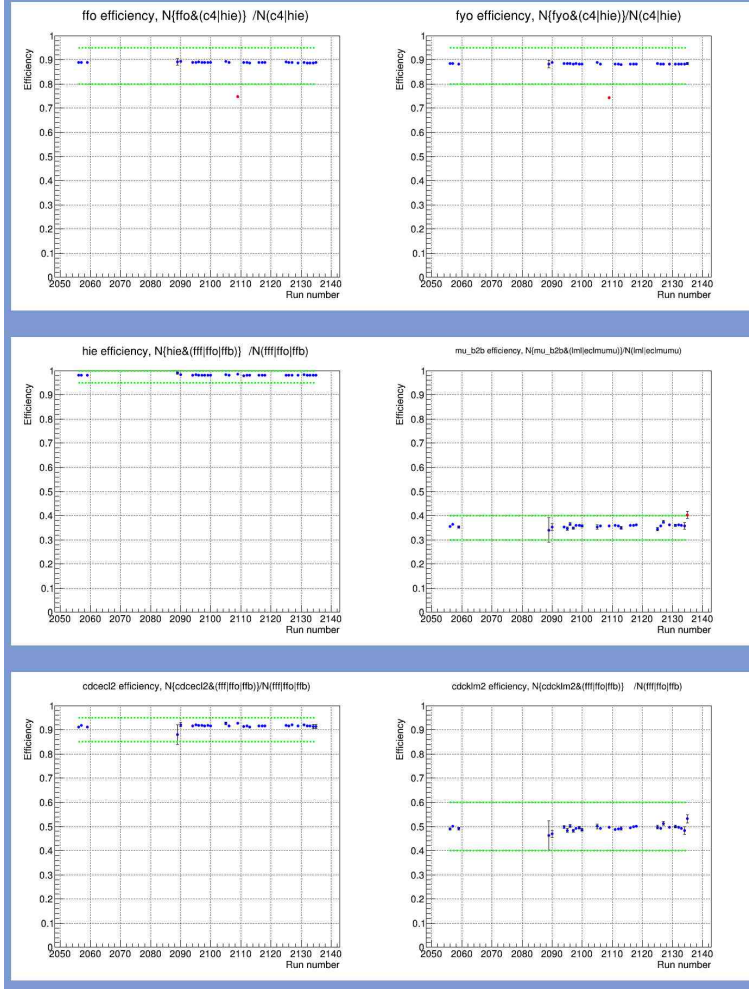 ffo efficiency, N{ffo&(c4|hie)} /N(c4|hie)
Efficiency
1
0.9
0.8
0.7
0.6
0.5
0.4
0.3
0.2
0.1
0
2050 2060 2070 2080 2090 2100 2110 2120 2130 2140
Run number
fyo efficiency, N{fyo&(c4|hie)}/N(c4|hie)
Efficiency
1
0.9
0.8
0.7
0.6
0.5
0.4
0.3
0.2
0.1
0
2050 2060 2070 2080 2090 2100 2110 2120 2130 2140
Run number
hie efficiency, N{hie&(fff|ffo|ffb)} /N(fff|ffo|ffb)
Efficiency
1
0.9
0.8
0.7
0.6
0.5
0.4
0.3
0.2
0.1
0
2050 2060 2070 2080 2090 2100 2110 2120 2130 2140
Run number
mu_b2b efficiency, N{mu_b2b&(lml|eclmumu)}/N(lml|eclmumu)
Efficiency
1
0.9
0.8
0.7
0.6
0.5
0.4
0.3
0.2
0.1
0
2050 2060 2070 2080 2090 2100 2110 2120 2130 2140
Run number
cdcecl2 efficiency, N{cdcecl2&(fff|ffo|ffb)}/N(fff|ffo|ffb)
Efficiency
1
0.9
0.8
0.7
0.6
0.5
0.4
0.3
0.2
0.1
0
2050 2060 2070 2080 2090 2100 2110 2120 2130 2140
Run number
cdcklm2 efficiency, N{cdcklm2&(fff|ffo|ffb)} /N(fff|ffo|ffb)
Efficiency
1
0.9
0.8
0.7
0.6
0.5
0.4
0.3
0.2
0.1
0
2050 2060 2070 2080 2090 2100 2110 2120 2130 2140
Run number